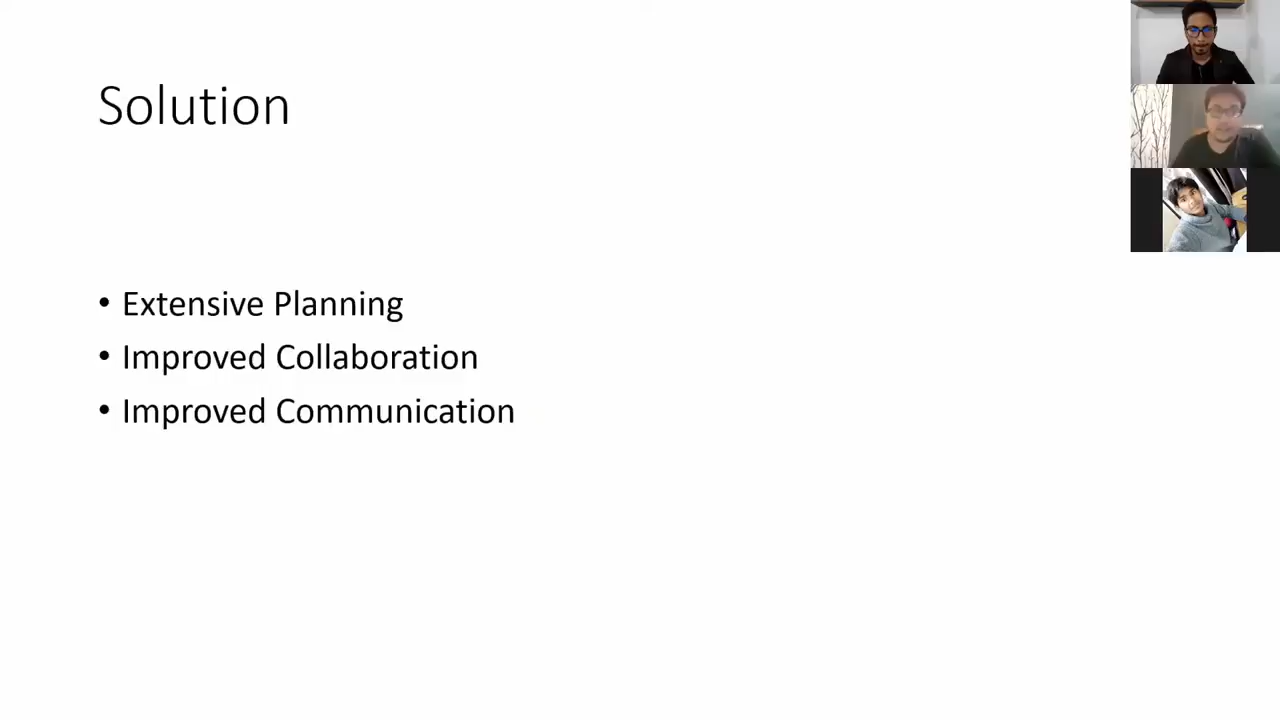 Solution
• Extensive Planning
• Improved Collaboration
• Improved Communication